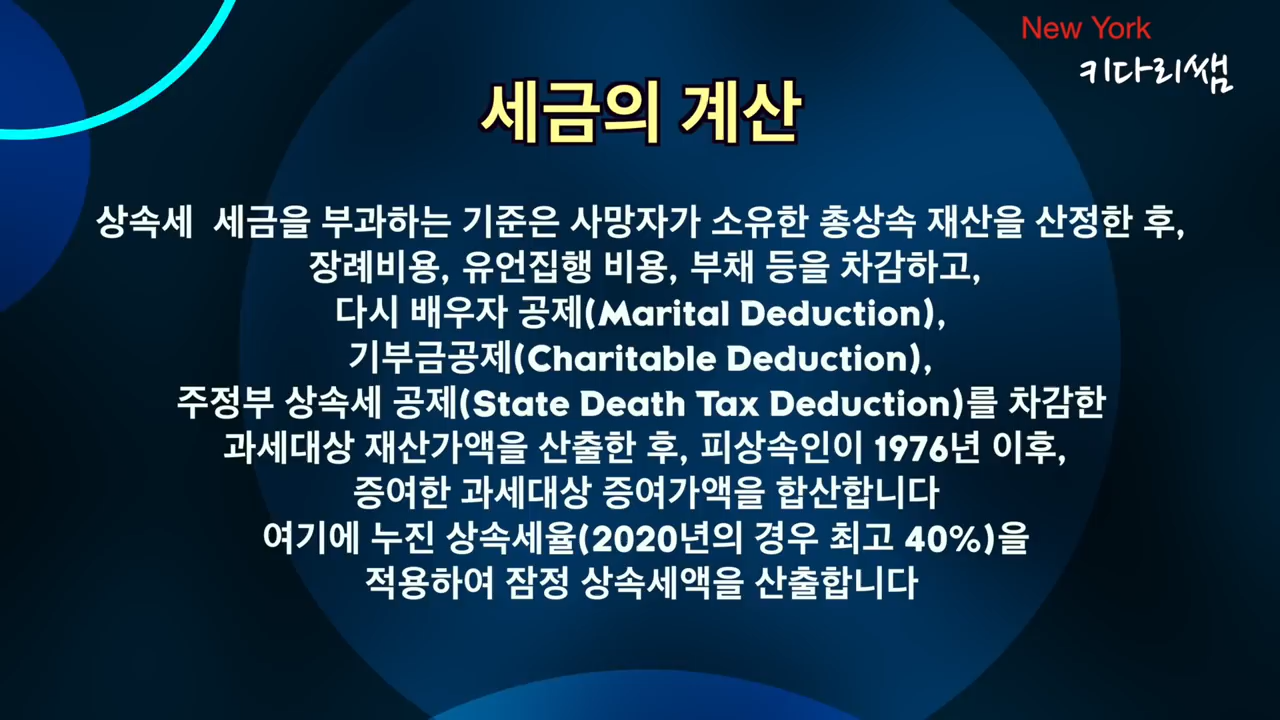 New York
키다리쌤
세금의 계산
상속세 세금을 부과하는 기준은 사망자가 소유한 총상속 재산을 산정한 후,
장례비용, 유언집행 비용, 부채 등을 차감하고,
다시 배우자 공제(Marital Deduction),
기부금공제(Charitable Deduction),
주정부 상속세 공제(State Death Tax Deduction)를 차감한
과세대상 재산가액을 산출한 후, 피상속인이 1976년 이후,
증여한 과세대상 증여가액을 합산합니다
여기에 누진 상속세율(2020년의 경우 최고 40%)을
적용하여 잠정 상속세액을 산출합니다